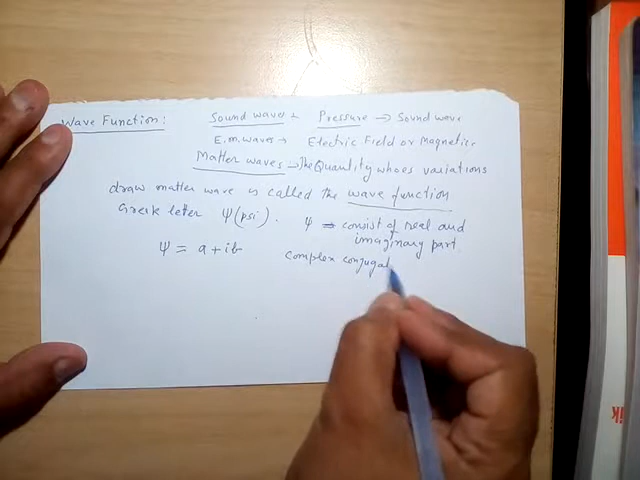 Wave Function: Sound waves Pressure → Sound wave
E.m. waves → Electric Field or Magnetic
Matter waves → The Quantity whoes variations
draw matter wave is called the wave function
Greek letter ψ (psi). ψ ⇒ consist of real and
imaginary part
ψ = a + ib
complex conjugat